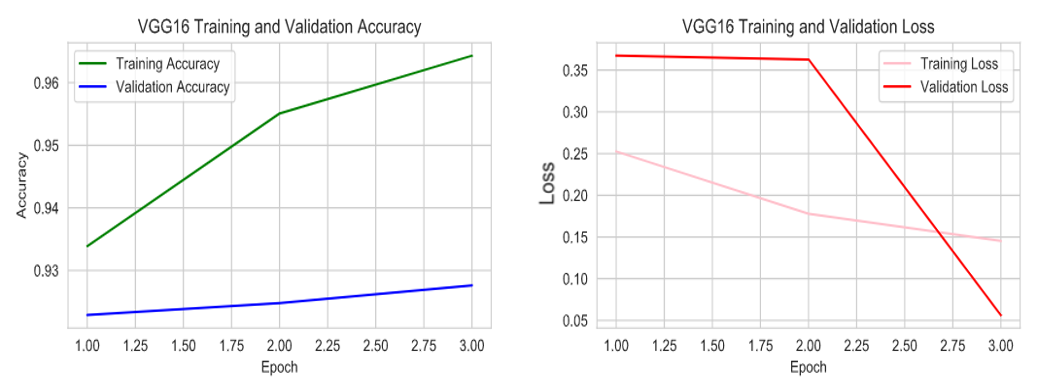 VGG16 Training and Validation Accuracy
Training Accuracy
Validation Accuracy
0.96
0.95
0.94
0.93
Accuracy
1.00 1.25 1.50 1.75 2.00 2.25 2.50 2.75 3.00
Epoch
VGG16 Training and Validation Loss
Training Loss
Validation Loss
0.35
0.30
0.25
0.20
0.15
0.10
0.05
Loss
1.00 1.25 1.50 1.75 2.00 2.25 2.50 2.75 3.00
Epoch